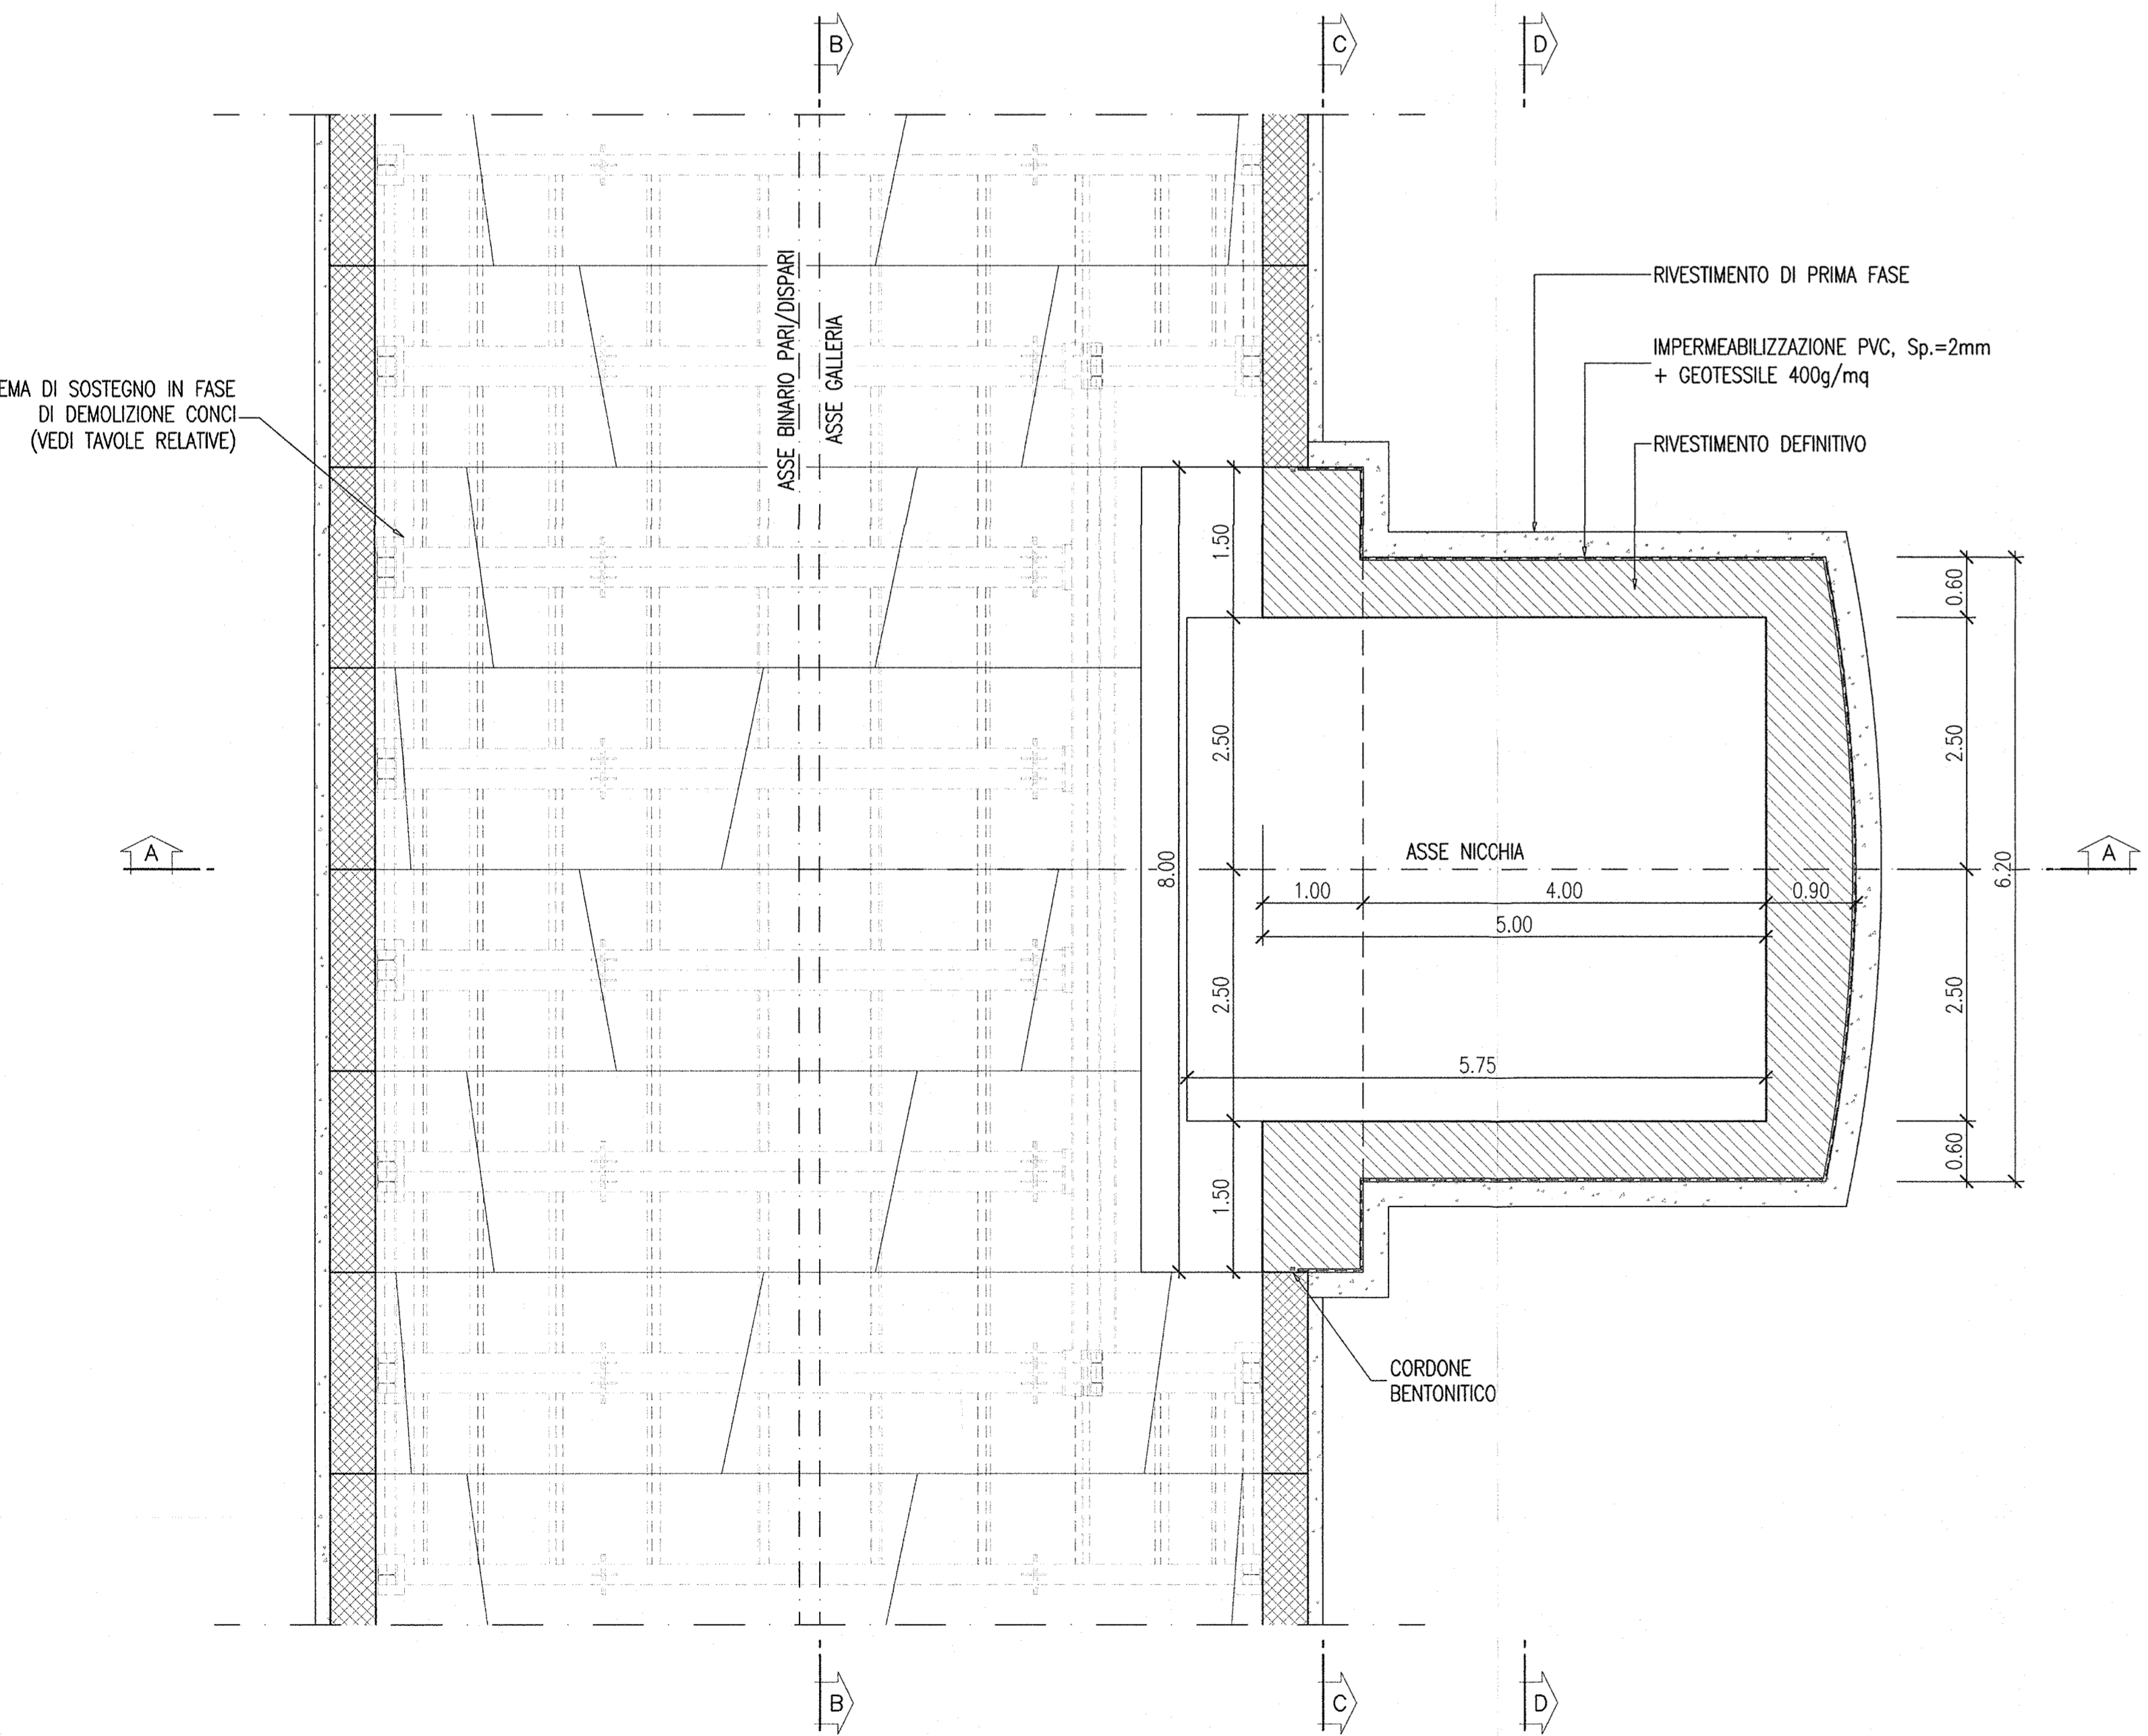 B
C
D
ASSE BINARIO PARI/DISPARI
ASSE GALLERIA
RIVESTIMENTO DI PRIMA FASE
IMPERMEABILIZZAZIONE PVC, Sp.=2mm
+ GEOTESSILE 400g/mq
RIVESTIMENTO DEFINITIVO
EMA DI SOSTEGNO IN FASE
DI DEMOLIZIONE CONCI
(VEDI TAVOLE RELATIVE)
1.50
0.60
2.50
2.50
8.00
A
ASSE NICCHIA
6.20
A
1.00
4.00
0.90
5.00
2.50
2.50
5.75
1.50
0.60
CORDONE
BENTONITICO
B
C
D